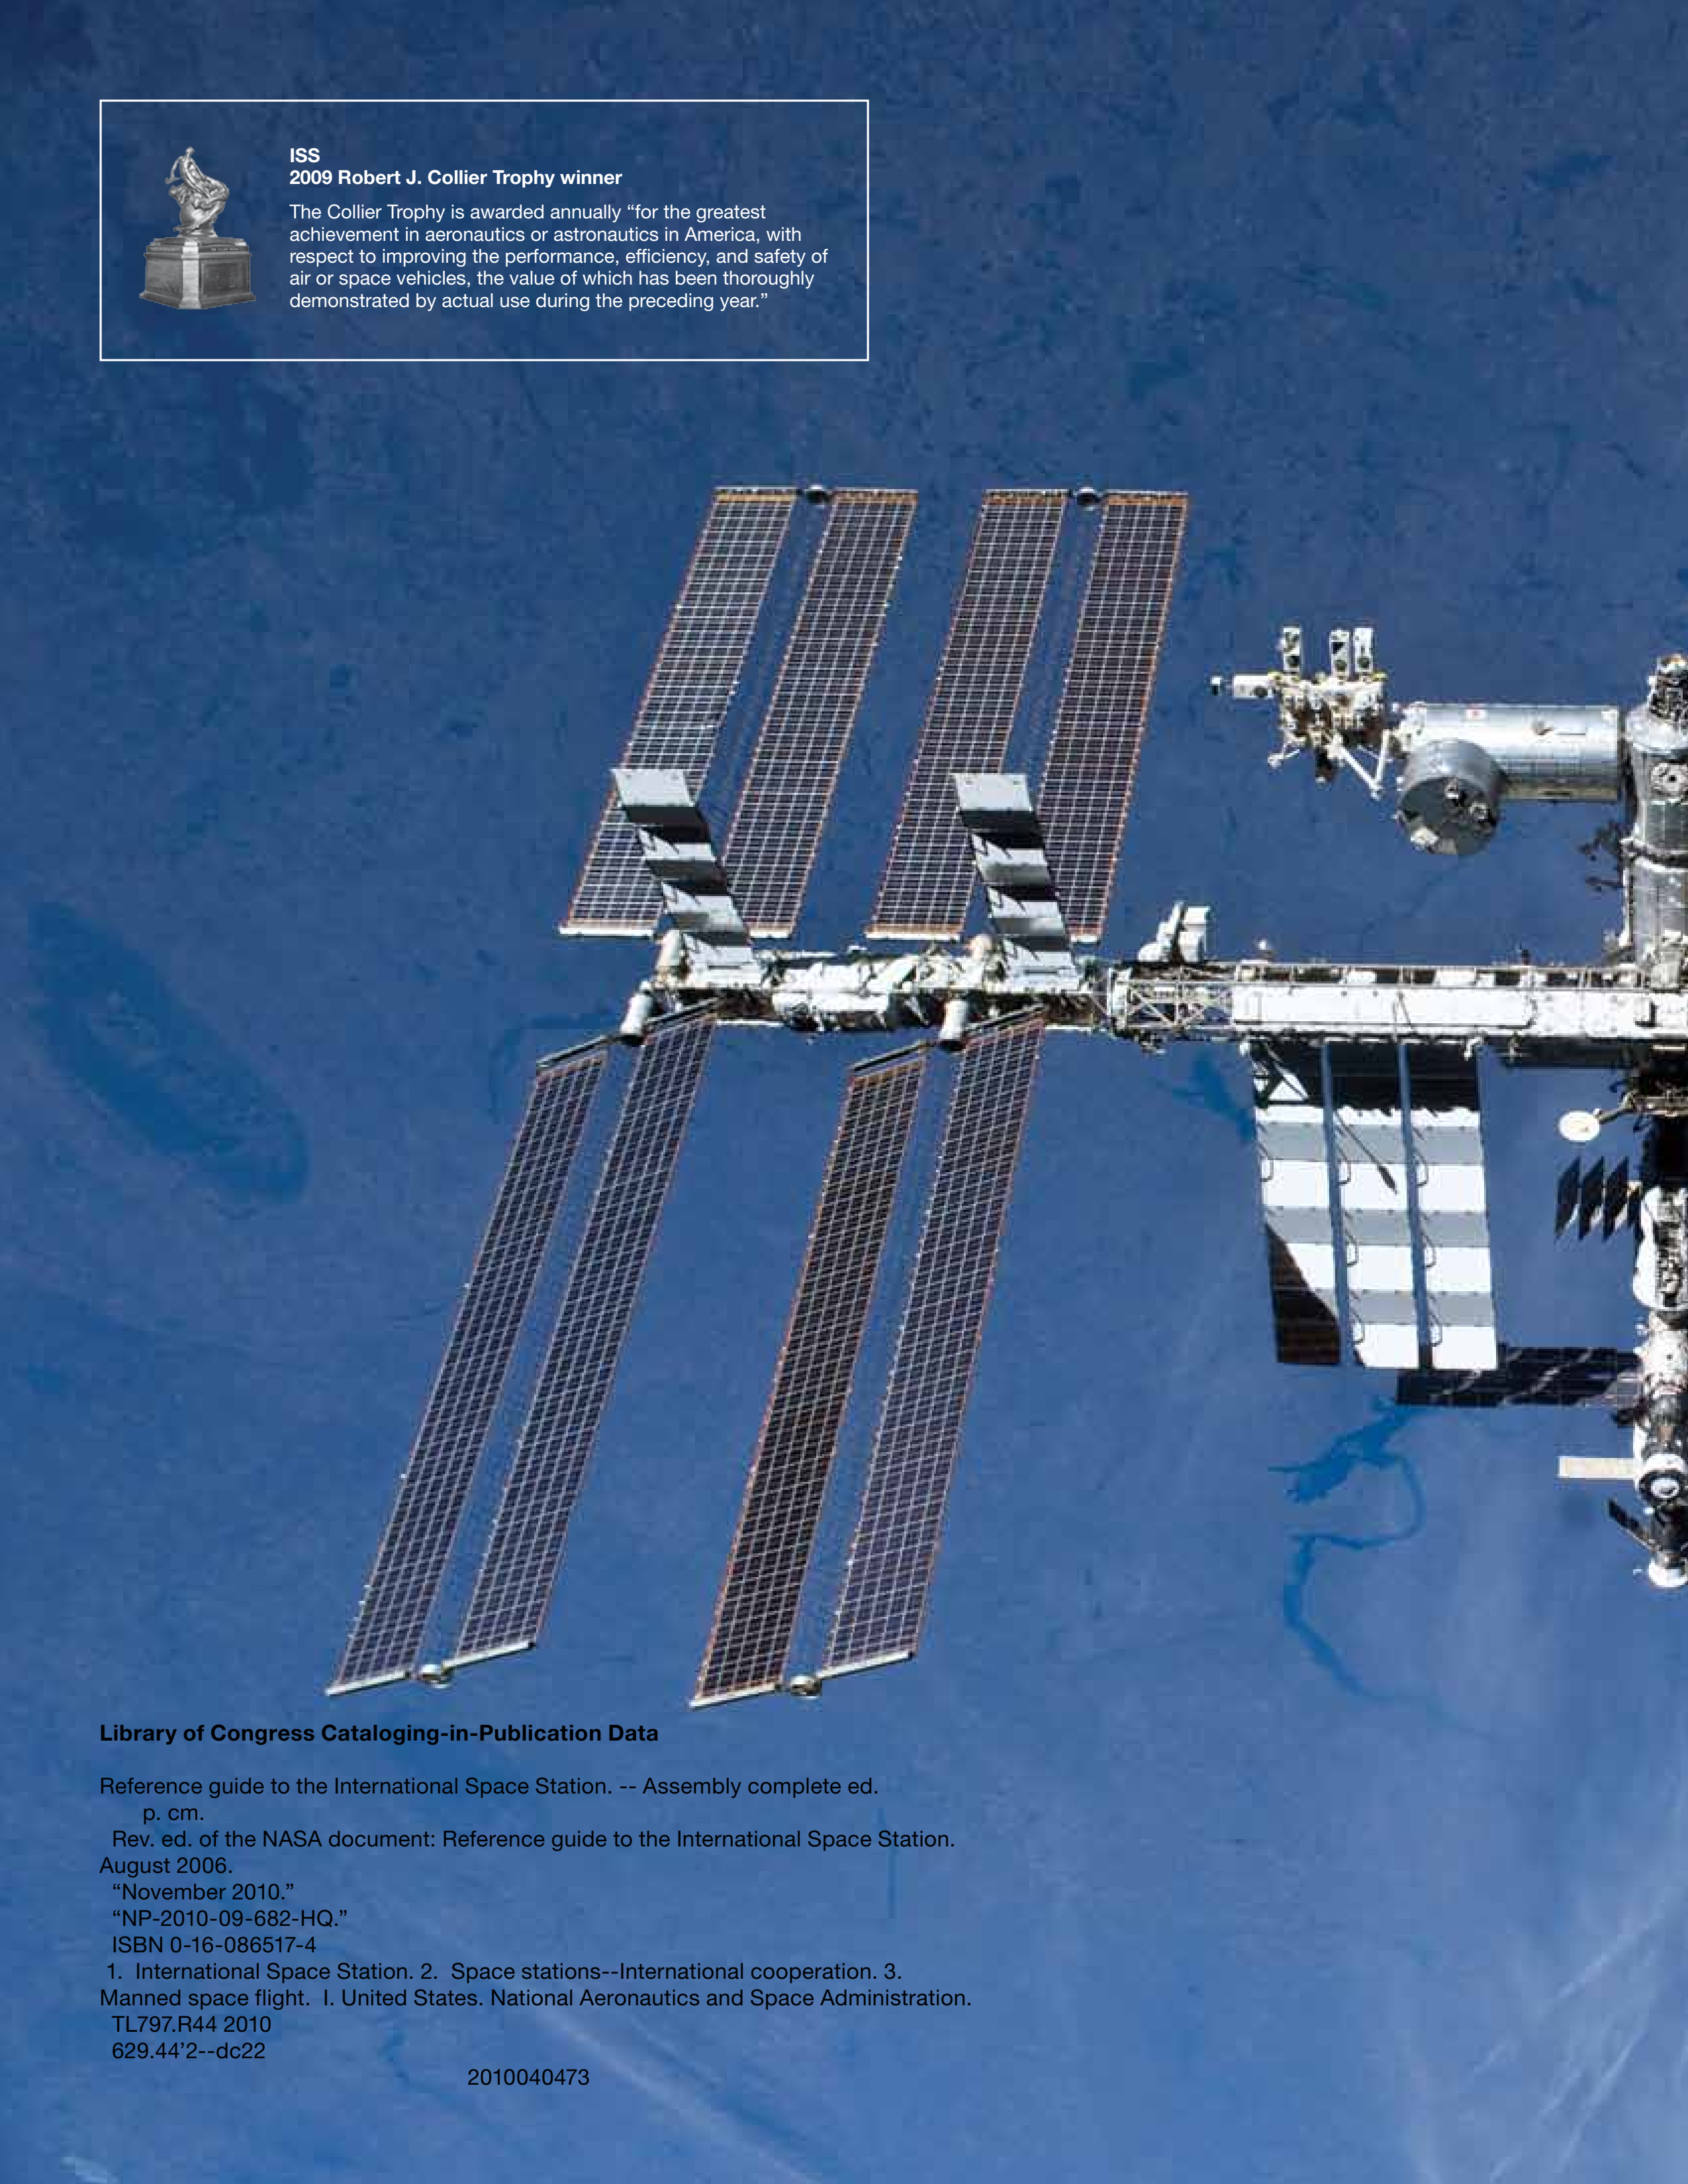 ISS
2009 Robert J. Collier Trophy winner
The Collier Trophy is awarded annually “for the greatest
achievement in aeronautics or astronautics in America, with
respect to improving the performance, efficiency, and safety of
air or space vehicles, the value of which has been thoroughly
demonstrated by actual use during the preceding year.”
Library of Congress Cataloging-in-Publication Data
Reference guide to the International Space Station. -- Assembly complete ed.
p. cm.
Rev. ed. of the NASA document: Reference guide to the International Space Station.
August 2006.
“November 2010.”
“NP-2010-09-682-HQ.”
ISBN 0-16-086517-4
1. International Space Station. 2. Space stations--International cooperation. 3.
Manned space flight. I. United States. National Aeronautics and Space Administration.
TL797.R44 2010
629.44’2--dc22
2010040473